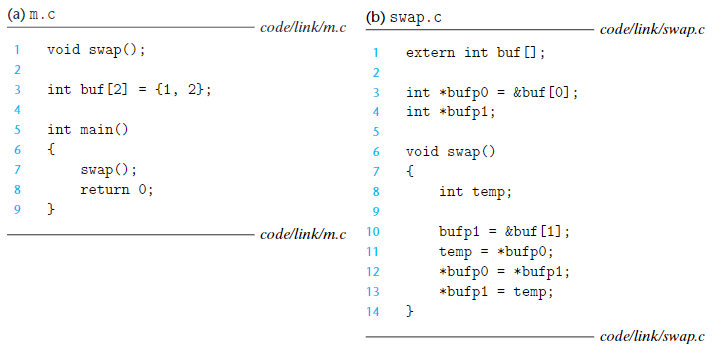 (a) m.c
code/link/m.c
1 void swap();
2
3 int buf[2] = {1, 2};
4
5 int main()
6 {
7 swap();
8 return 0;
9 }
code/link/m.c
(b) swap.c
code/link/swap.c
1 extern int buf[];
2
3 int *bufp0 = &buf[0];
4 int *bufp1;
5
6 void swap()
7 {
8 int temp;
9
10 bufp1 = &buf[1];
11 temp = *bufp0;
12 *bufp0 = *bufp1;
13 *bufp1 = temp;
14 }
code/link/swap.c